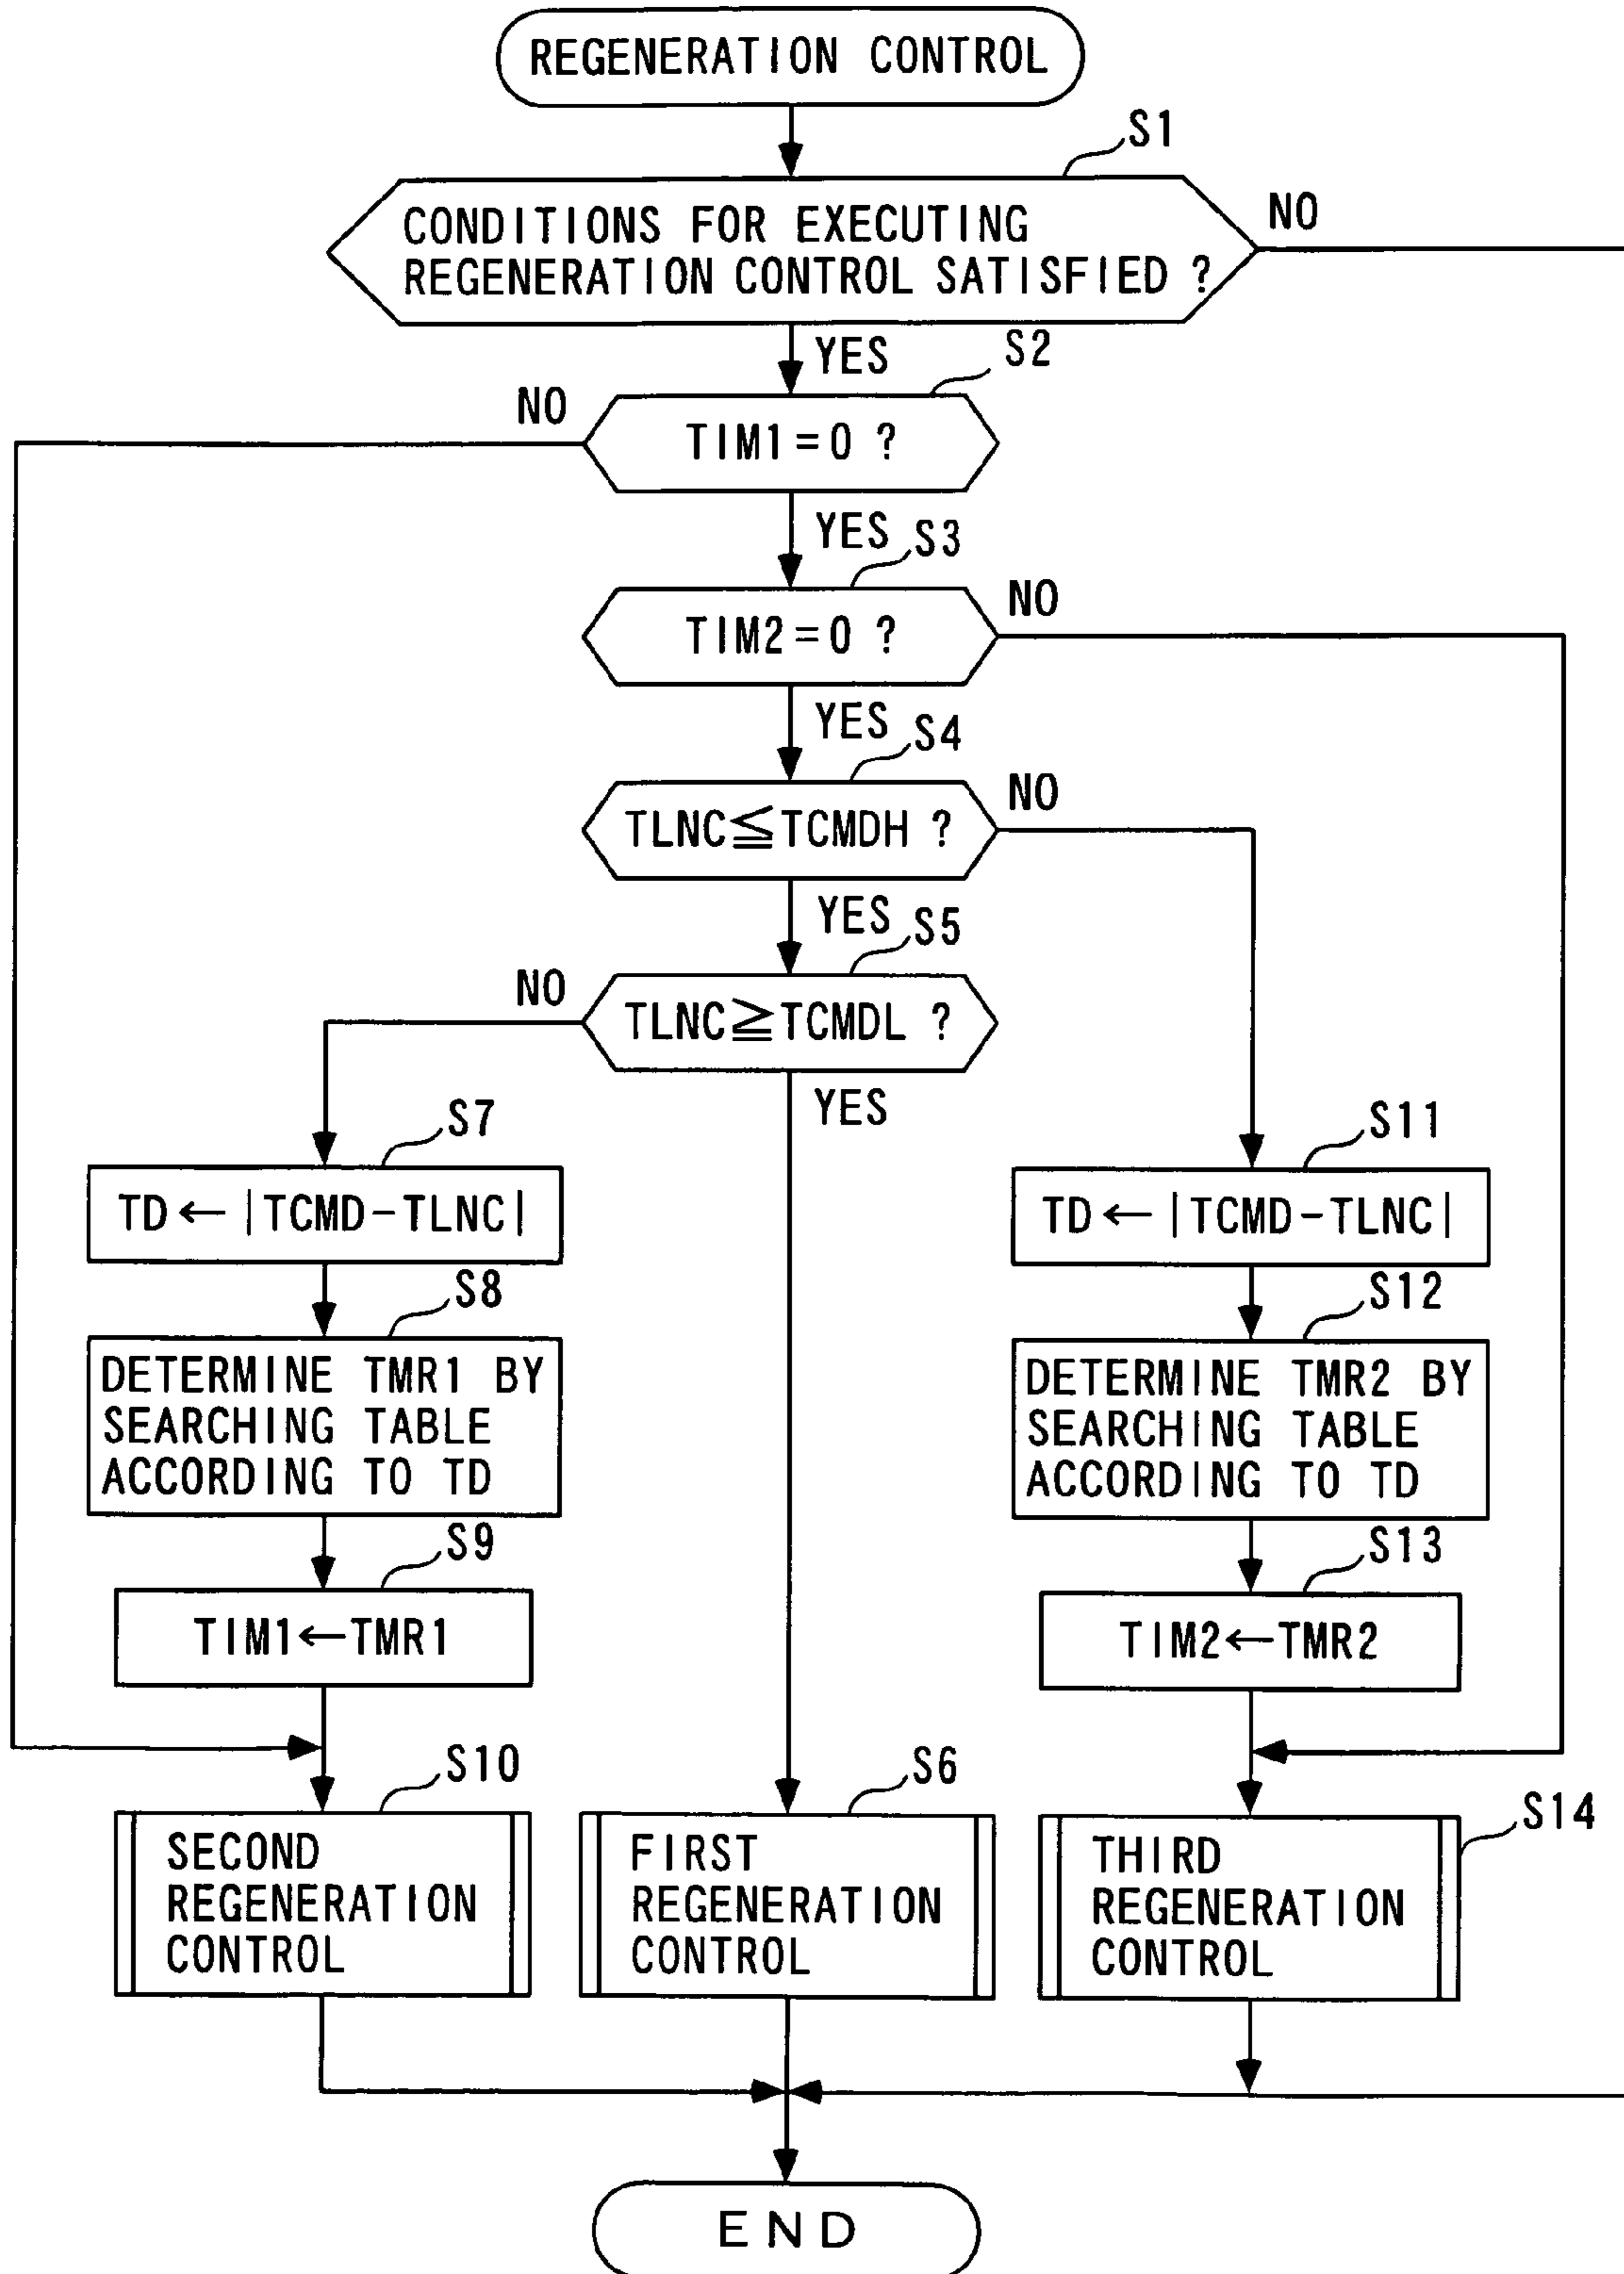 REGENERATION CONTROL
S1
CONDITIONS FOR EXECUTING
REGENERATION CONTROL SATISFIED ?
NO
YES
S2
NO
TIM1=0 ?
YES
S3
TIM2=0 ?
NO
YES
S4
TLNC≦TCMDH ?
NO
YES
S5
NO
TLNC≧TCMDL ?
YES
S7
TD←|TCMD-TLNC|
S11
TD←|TCMD-TLNC|
S8
DETERMINE TMR1 BY
SEARCHING TABLE
ACCORDING TO TD
S12
DETERMINE TMR2 BY
SEARCHING TABLE
ACCORDING TO TD
S9
TIM1←TMR1
S13
TIM2←TMR2
S10
SECOND
REGENERATION
CONTROL
S6
FIRST
REGENERATION
CONTROL
S14
THIRD
REGENERATION
CONTROL
END